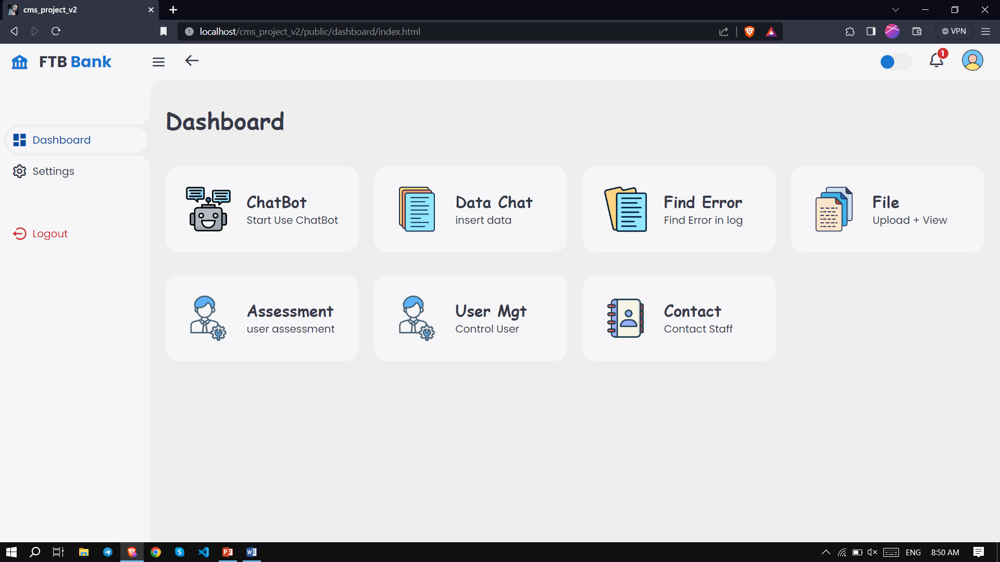 cms_project_v2
localhost/cms_project_v2/public/dashboard/index.html
VPN
FTB Bank
1
Dashboard
Settings
Logout
Dashboard
ChatBot
Start Use ChatBot
Data Chat
insert data
Find Error
Find Error in log
File
Upload + View
Assessment
user assessment
User Mgt
Control User
Contact
Contact Staff
ENG
8:50 AM